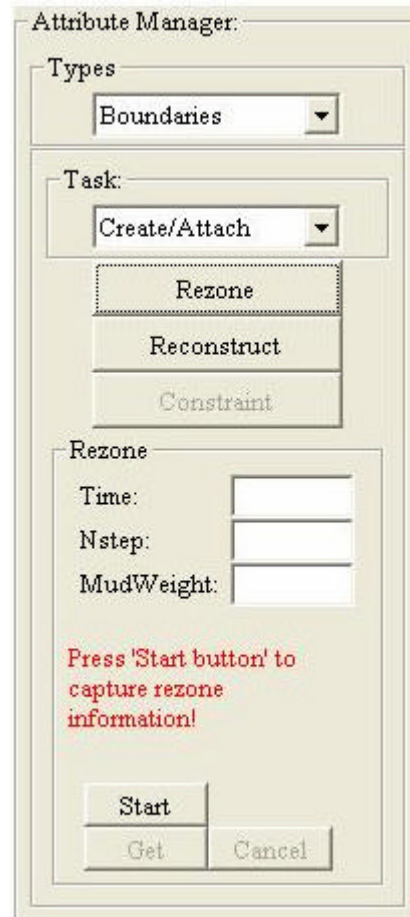 Attribute Manager:
Types
Boundaries
Task:
Create/Attach
Rezone
Reconstruct
Constraint
Rezone
Time:
Nstep:
MudWeight:
Press 'Start button' to
capture rezone
information!
Start
Get Cancel